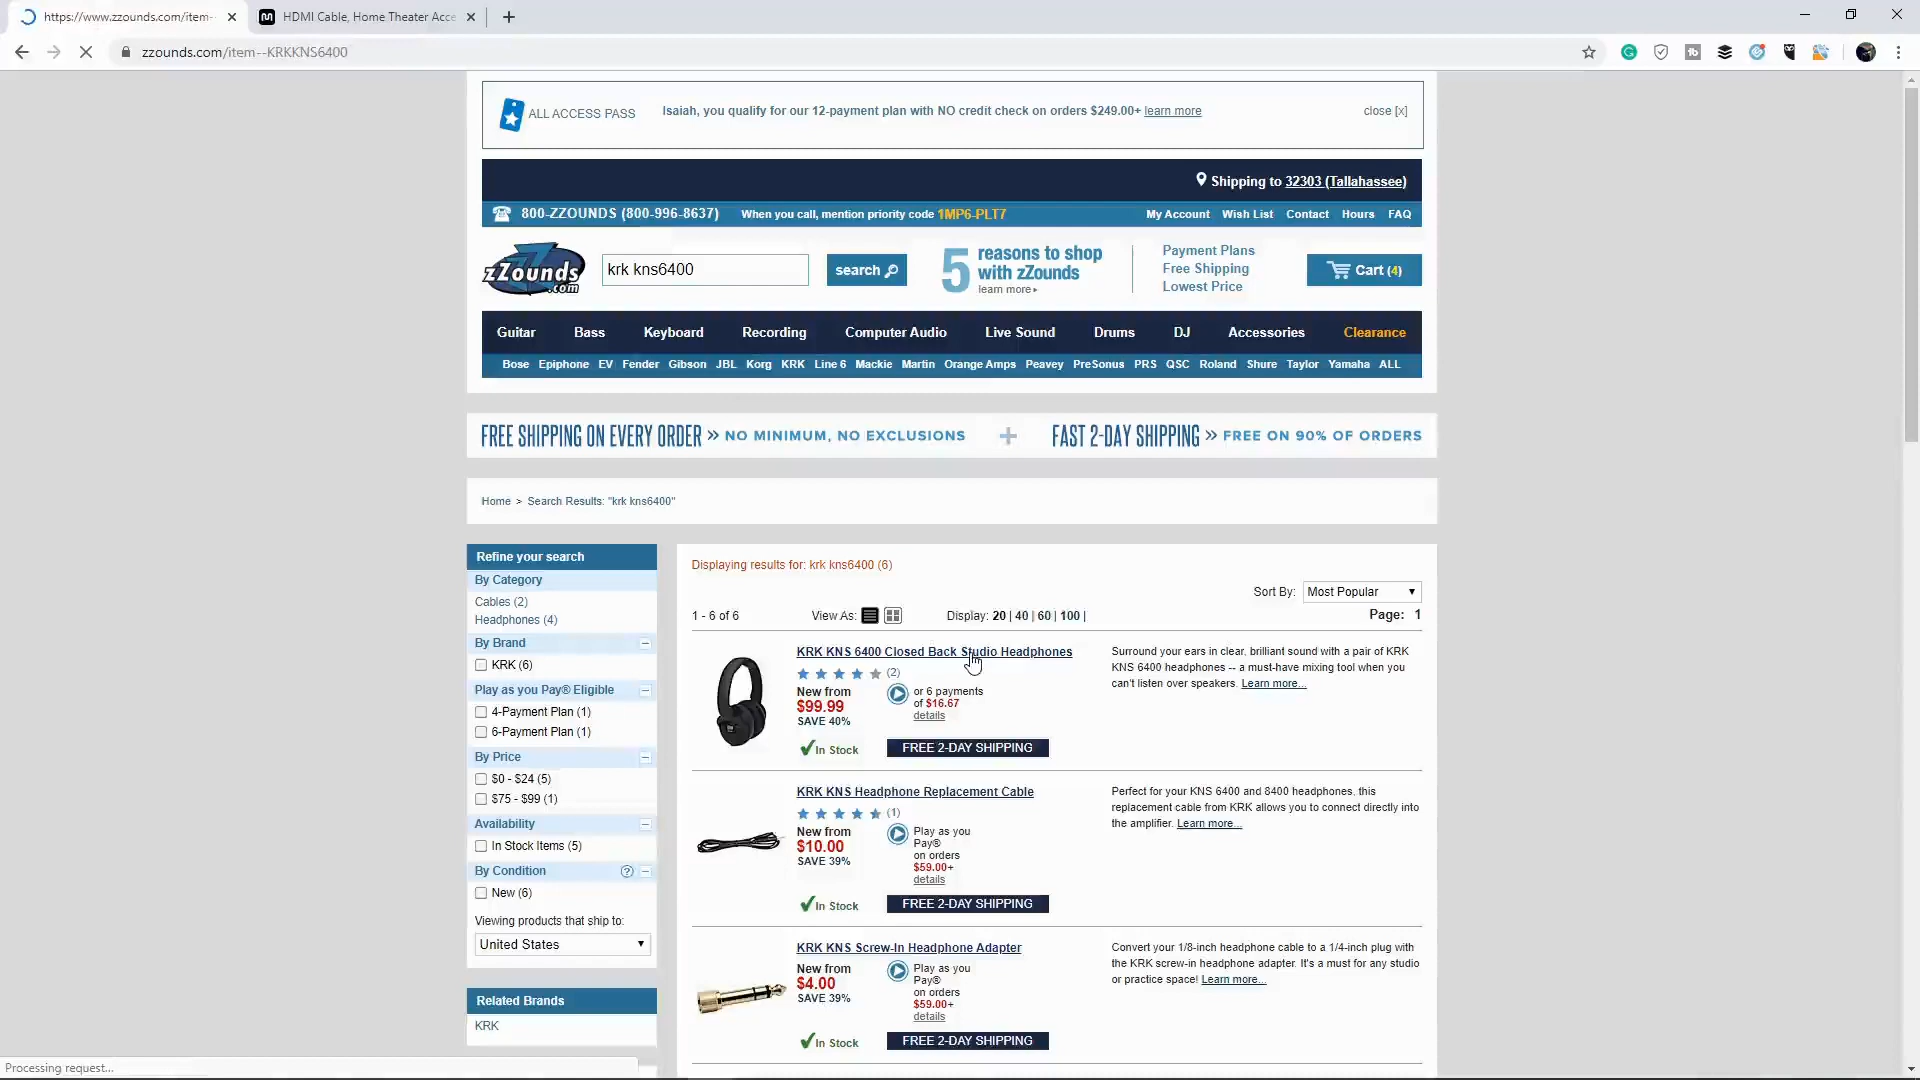 https://www.zzounds.com/item-
HDMI Cable, Home Theater Acce
zzounds.com/item--KRKKNS6400
ALL ACCESS PASS
Isaiah, you qualify for our 12-payment plan with NO credit check on orders $249.00+ learn more
close [x]
Shipping to 32303 (Tallahassee)
800-ZZOUNDS (800-996-8637)
When you call, mention priority code 1MP6-PLT7
My Account Wish List Contact Hours FAQ
zZounds
.com
krk kns6400
search
5 reasons to shop
with zZounds
learn more
Payment Plans
Free Shipping
Lowest Price
Cart (4)
Guitar Bass Keyboard Recording Computer Audio Live Sound Drums DJ Accessories Clearance
Bose Epiphone EV Fender Gibson JBL Korg KRK Line 6 Mackie Martin Orange Amps Peavey PreSonus PRS QSC Roland Shure Taylor Yamaha ALL
FREE SHIPPING ON EVERY ORDER » NO MINIMUM, NO EXCLUSIONS + FAST 2-DAY SHIPPING » FREE ON 90% OF ORDERS
Home > Search Results: "krk kns6400"
Refine your search
By Category
Cables (2)
Headphones (4)
By Brand
KRK (6)
Play as you Pay® Eligible
4-Payment Plan (1)
6-Payment Plan (1)
By Price
$0 - $24 (5)
$75 - $99 (1)
Availability
In Stock Items (5)
By Condition
New (6)
Viewing products that ship to:
United States
Related Brands
KRK
Displaying results for: krk kns6400 (6)
Sort By: Most Popular
1 - 6 of 6
View As:
Display: 20 | 40 | 60 | 100 |
Page: 1
KRK KNS 6400 Closed Back Studio Headphones
(2)
New from
$99.99
SAVE 40%
or 6 payments
of $16.67
details
In Stock
FREE 2-DAY SHIPPING
Surround your ears in clear, brilliant sound with a pair of KRK
KNS 6400 headphones -- a must-have mixing tool when you
can't listen over speakers. Learn more...
KRK KNS Headphone Replacement Cable
(1)
New from
$10.00
SAVE 39%
Play as you
Pay®
on orders
$59.00+
details
In Stock
FREE 2-DAY SHIPPING
Perfect for your KNS 6400 and 8400 headphones, this
replacement cable from KRK allows you to connect directly into
the amplifier. Learn more...
KRK KNS Screw-In Headphone Adapter
New from
$4.00
SAVE 39%
Play as you
Pay®
on orders
$59.00+
details
In Stock
FREE 2-DAY SHIPPING
Convert your 1/8-inch headphone cable to a 1/4-inch plug with
the KRK screw-in headphone adapter. It's a must for any studio
or practice space! Learn more...
Processing request...